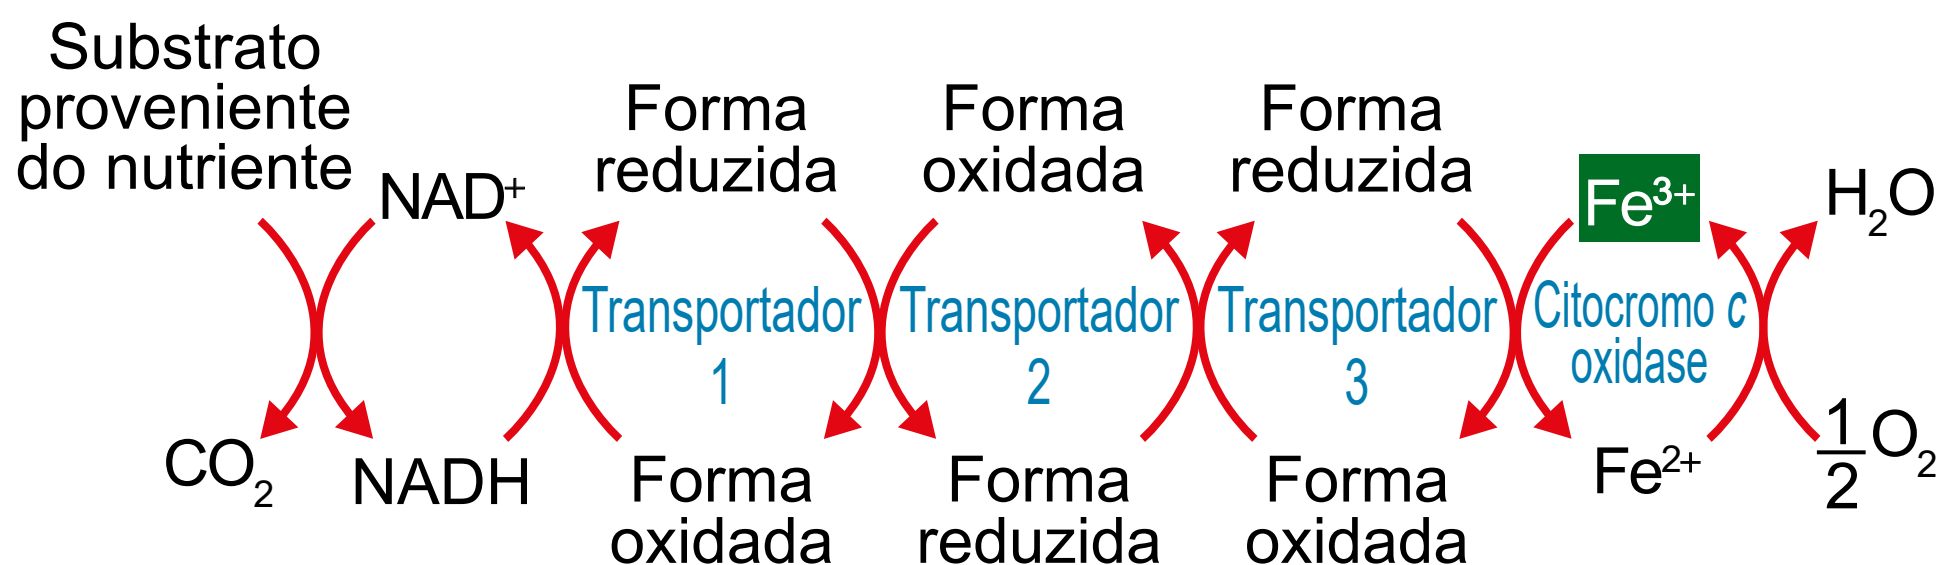 Substrato
proveniente
do nutriente
NAD⁺
Forma
reduzida
Forma
oxidada
Forma
reduzida
Fe³⁺
H₂O
Transportador
1
Transportador
2
Transportador
3
Citocromo c
oxidase
CO₂
NADH
Forma
oxidada
Forma
reduzida
Forma
oxidada
Fe²⁺
1/2 O₂